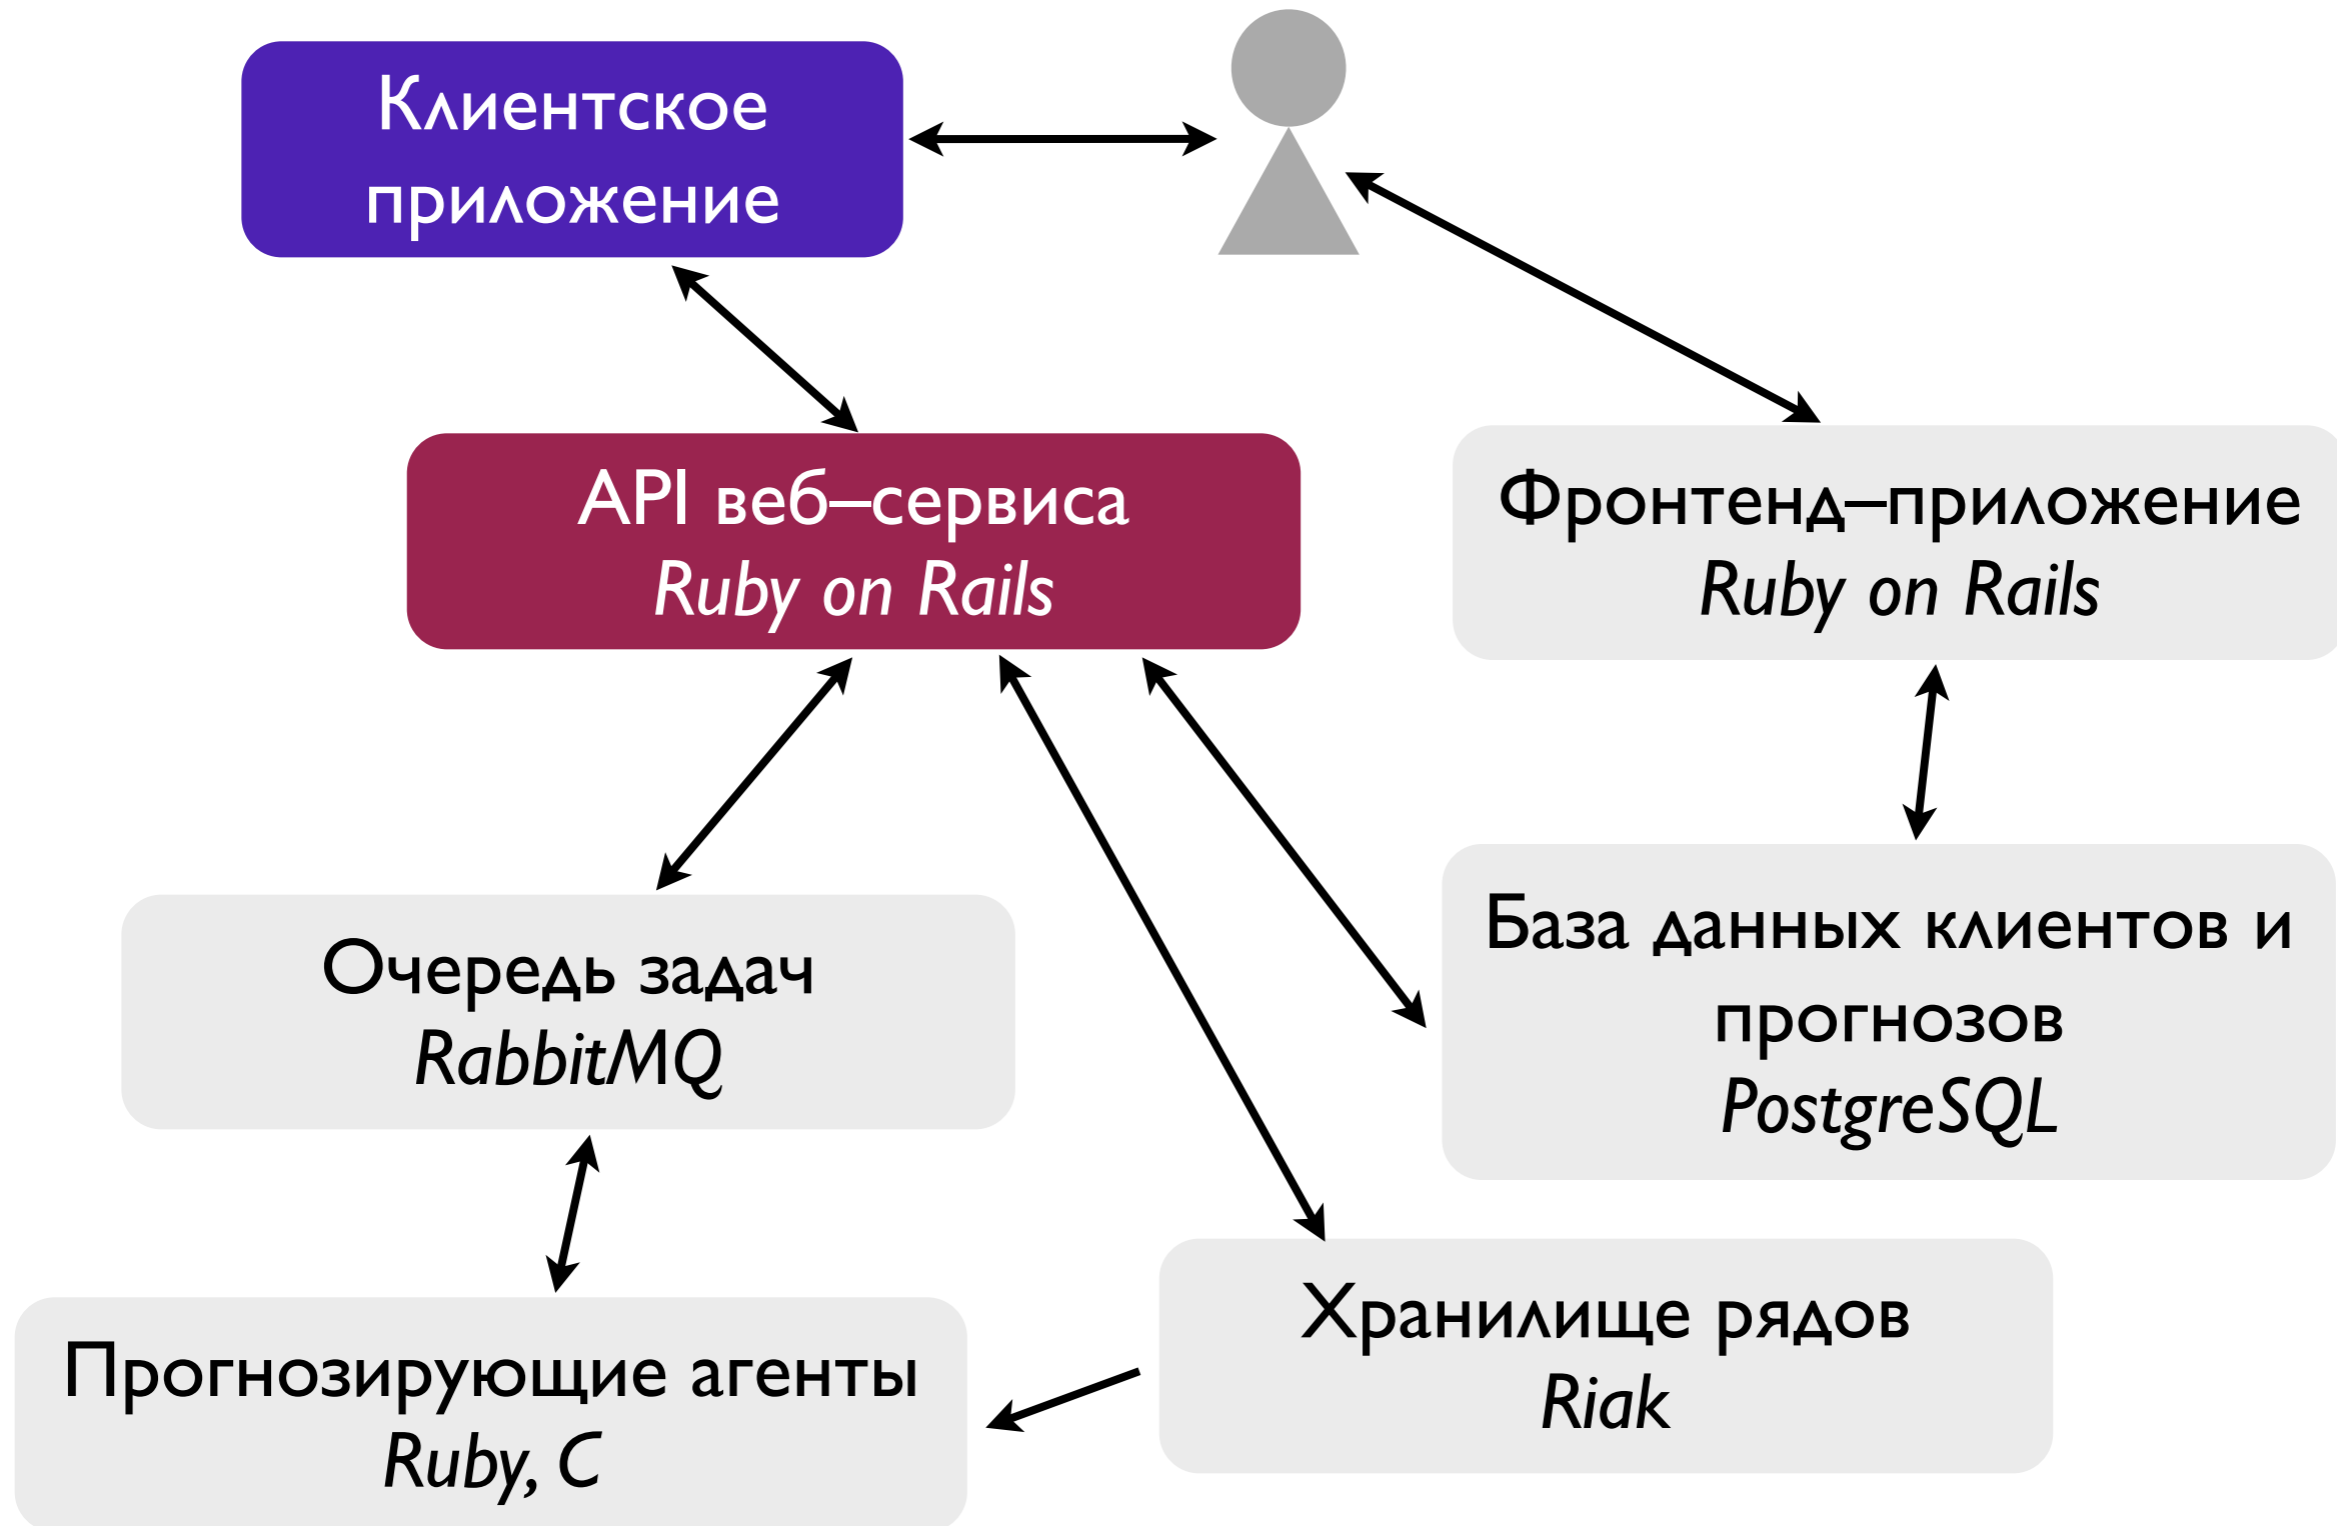 Клиентское
приложение
API веб–сервиса
Ruby on Rails
Фронтенд–приложение
Ruby on Rails
Очередь задач
RabbitMQ
База данных клиентов и
прогнозов
PostgreSQL
Хранилище рядов
Riak
Прогнозирующие агенты
Ruby, C